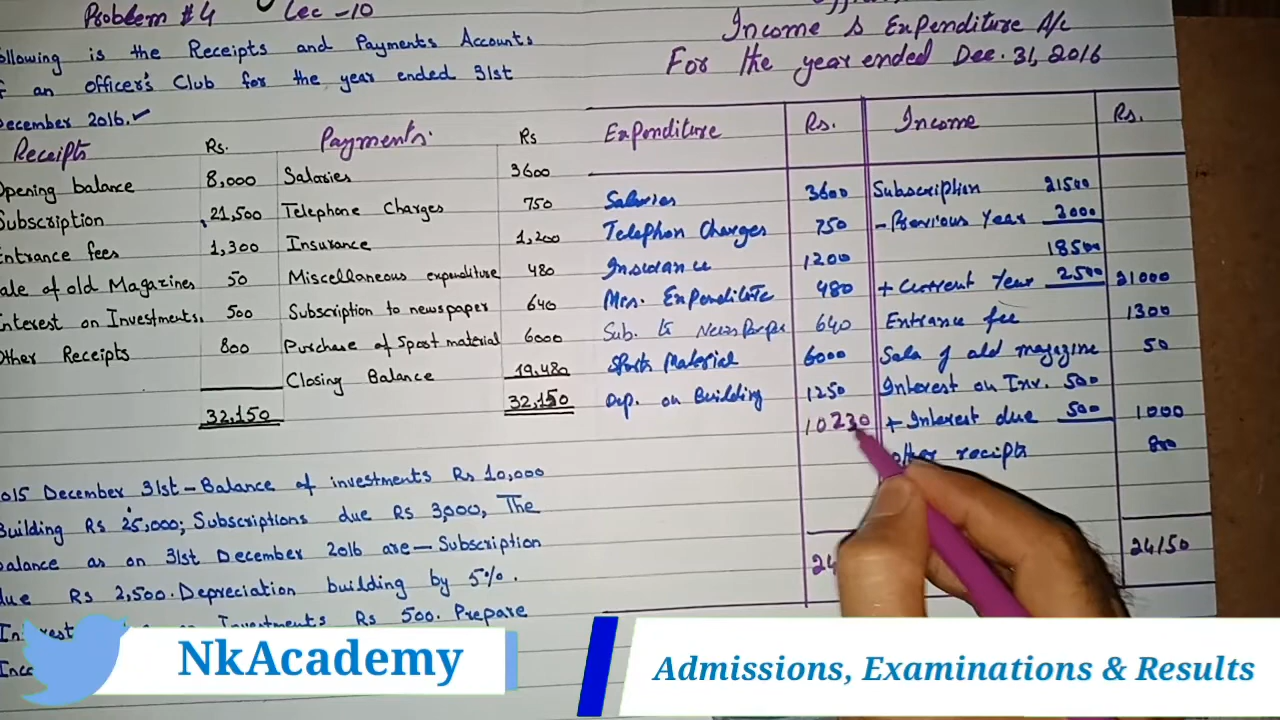 Problem #4 Lec-10
ollowing is the Receipts and Payments Accounts
an officer's Club for the year ended 31st
ecember 2016.
Receipts Rs. Payments. Rs
Opening balance 8,000 Salaries 3600
Subscription 21,500 Telephone Charges 750
Entrance fees 1,300 Insurance 1,200
ale of old Magazines 50 Miscellaneous expenditure 480
Interest on Investments. 500 Subscription to newspaper 640
Other Receipts 800 Purchase of Spost material 6000
Closing Balance 19,480
32,150 32,150
015 December 31st - Balance of investments Rs 10,000
Building Rs 25,000; Subscriptions due Rs 3,000, The
balance as on 31st December 2016 are - Subscription
due Rs 2,500. Depreciation building by 5%.
Investments Rs 500. Prepare
Income & Expenditure A/c
For the year ended Dec. 31, 2016
Expenditure Rs. Income Rs.
Salaries 3600 Subscription 21500
Telephon Charges 750 - Previous Year 3000
Insurance 1200 18500
Mis. Expenditure 480 + Current Year 2500 21000
Sub. to News Paper 640 Entrance fee 1300
Sports Material 6000 Sale of old magazine 50
Dep. on Building 1250 Interest on Inv. 500
10230 + Interest due 500 1000
other recipts 800
24 24150
NkAcademy
Admissions, Examinations & Results